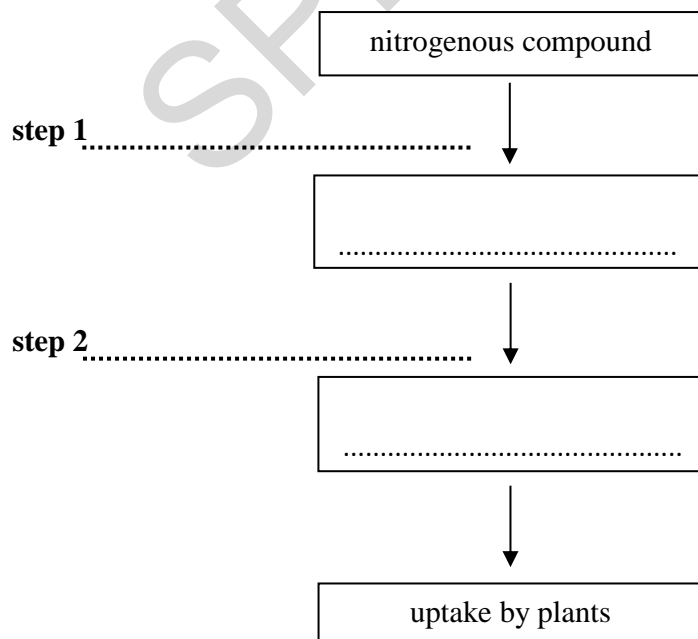 nitrogenous compound
step 1
step 2
uptake by plants